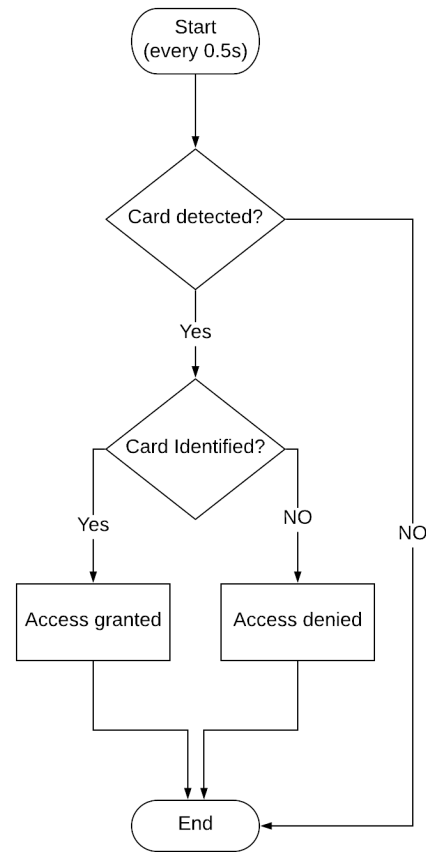 Start
(every 0.5s)
Card detected?
Yes
Card Identified?
Yes
NO
NO
Access granted
Access denied
End